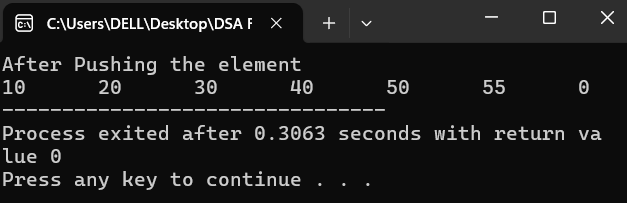 C:\Users\DELL\Desktop\DSA F
After Pushing the element
10 20 30 40 50 55 0
--------------------------------
Process exited after 0.3063 seconds with return va
lue 0
Press any key to continue . . .